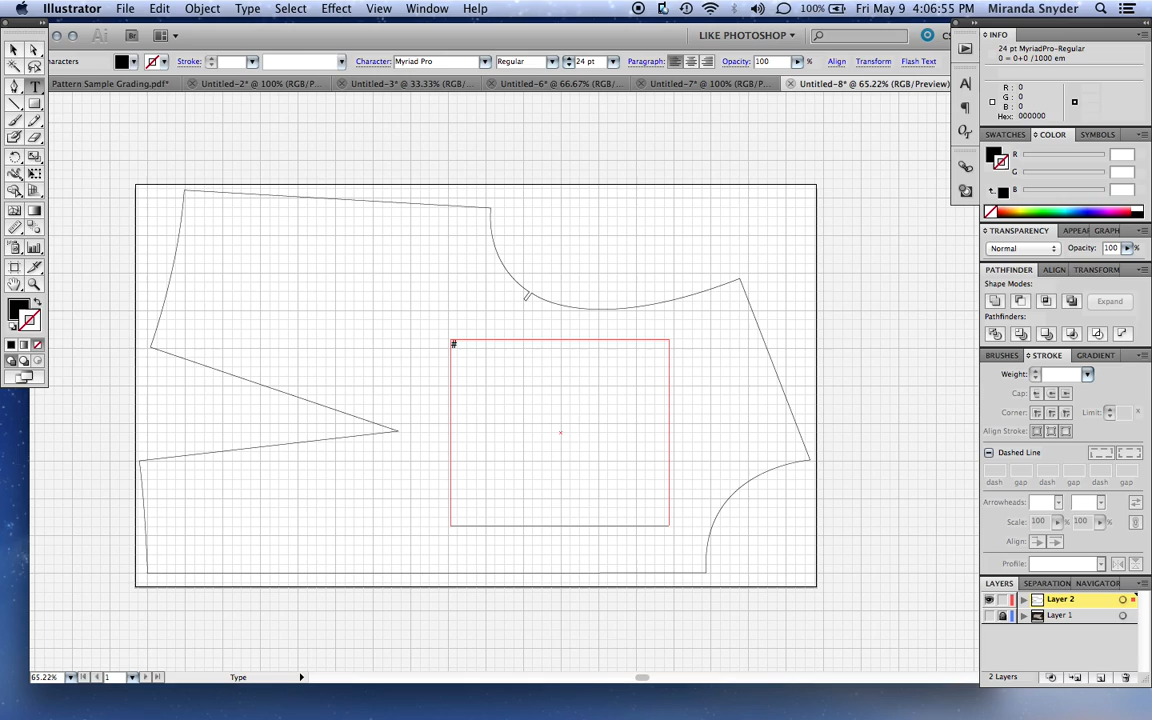 Illustrator File Edit Object Type Select Effect View Window Help 100% Fri May 9 4:06:55 PM Miranda Snyder
Ai Br LIKE PHOTOSHOP
haracters Stroke: Character: Myriad Pro Regular 24 pt Paragraph: Opacity: 100 % Align Transform Flash Text
Pattern Sample Grading.pdf* Untitled-2* @ 100% (RGB/... Untitled-3* @ 33.33% (RGB/... Untitled-6* @ 66.67% (RGB/... Untitled-7* @ 100% (RGB/P... Untitled-8* @ 65.22% (RGB/Preview)
INFO
24 pt MyriadPro-Regular
0 = 0+0 /1000 em
R : 0
G : 0
B : 0
Hex: 000000
SWATCHES COLOR SYMBOLS
R
G
B
TRANSPARENCY APPEA GRAPH
Normal Opacity: 100 %
PATHFINDER ALIGN TRANSFORM
Shape Modes:
Expand
Pathfinders:
BRUSHES STROKE GRADIENT
Weight:
Cap:
Corner: Limit: x
Align Stroke:
Dashed Line
dash gap dash gap dash gap
Arrowheads:
Scale: 100 100 %
Align:
Profile:
LAYERS SEPARATION NAVIGATOR
Layer 2
Layer 1
2 Layers
#
65.22% 1 Type